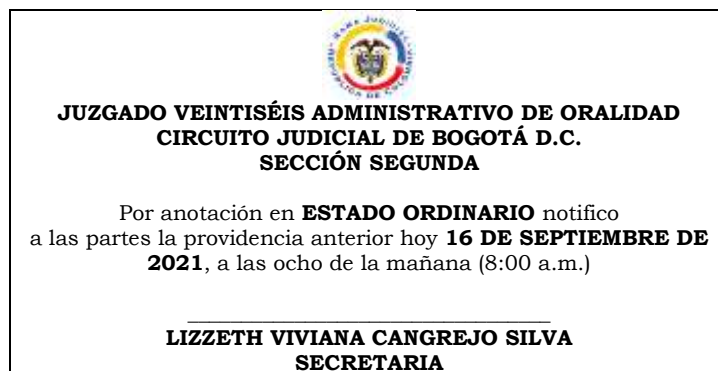 JUZGADO VEINTISÉIS ADMINISTRATIVO DE ORALIDAD
CIRCUITO JUDICIAL DE BOGOTÁ D.C.
SECCIÓN SEGUNDA
Por anotación en ESTADO ORDINARIO notifico
a las partes la providencia anterior hoy 16 DE SEPTIEMBRE DE
2021, a las ocho de la mañana (8:00 a.m.)
LIZZETH VIVIANA CANGREJO SILVA
SECRETARIA